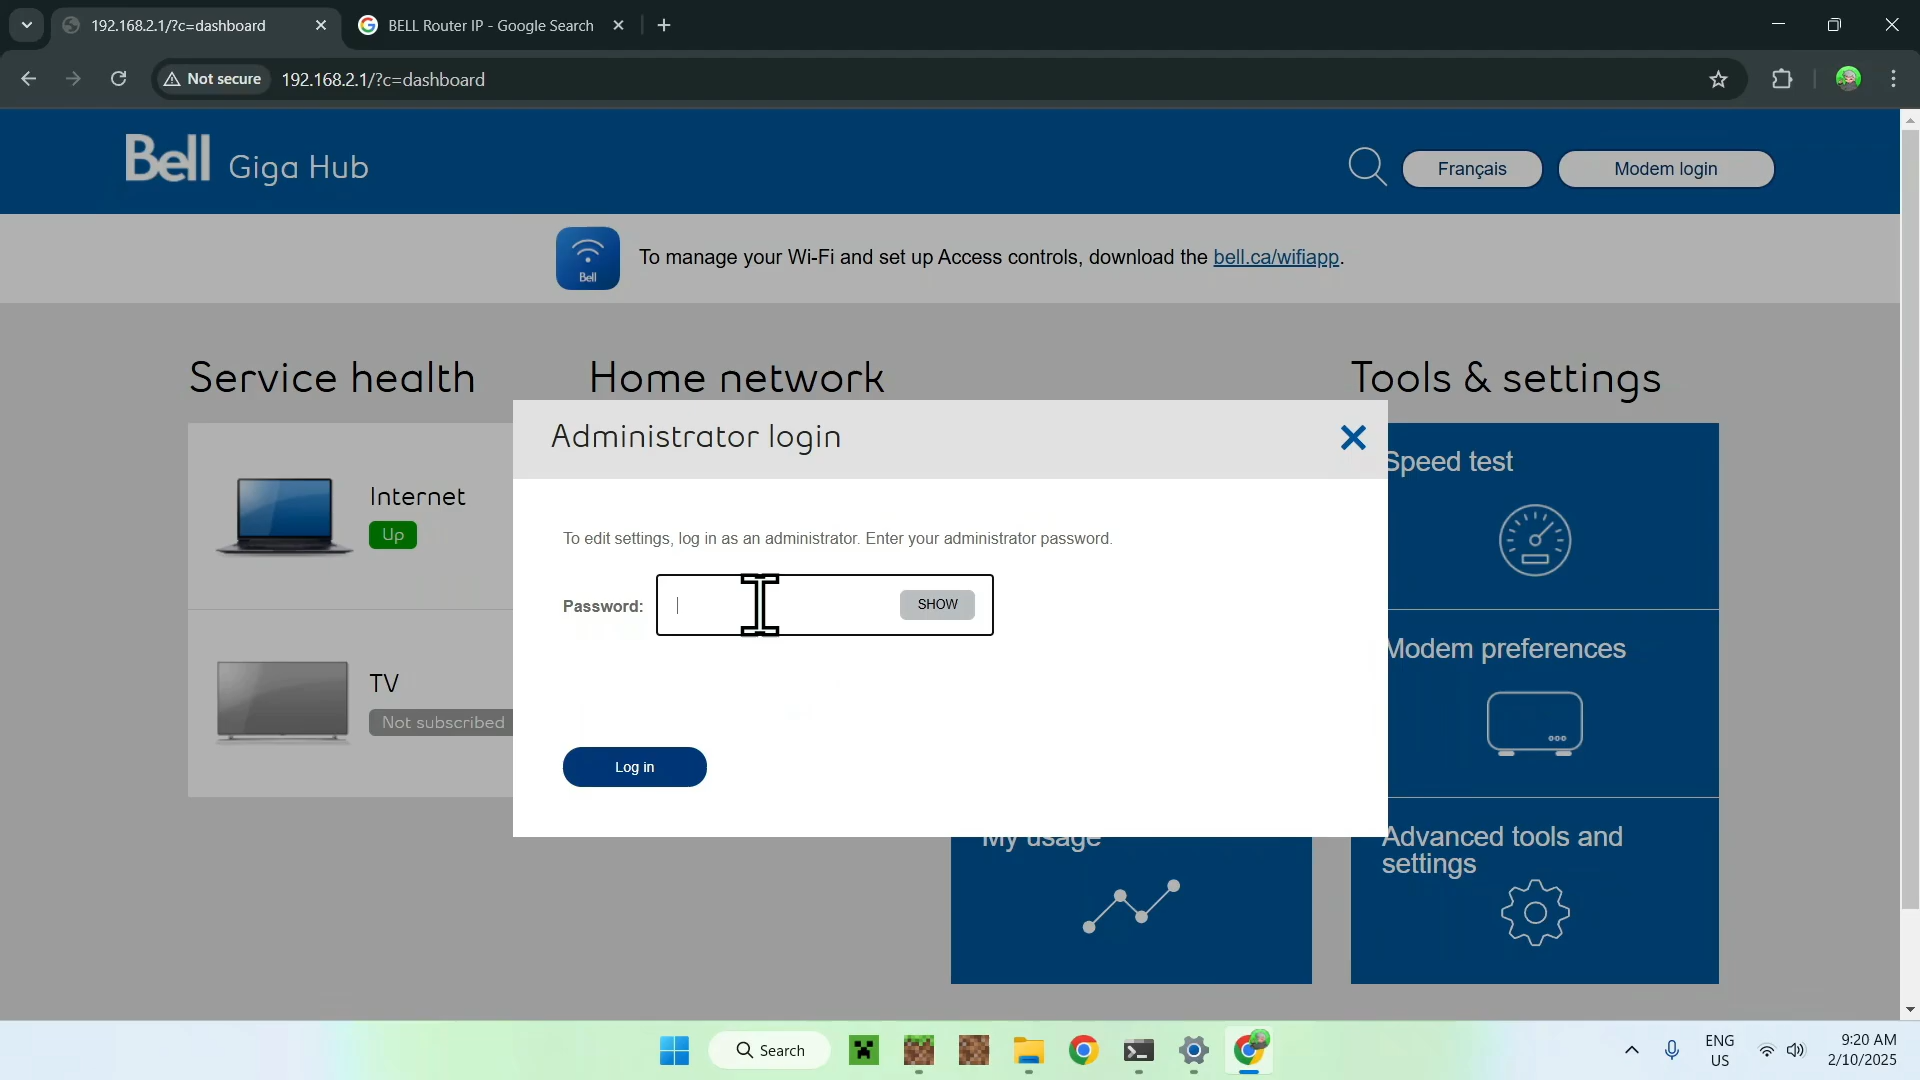 192.168.2.1/?c=dashboard
BELL Router IP - Google Search
Not secure
192.168.2.1/?c=dashboard
Bell Giga Hub
Français
Modem login
Bell
To manage your Wi-Fi and set up Access controls, download the bell.ca/wifiapp.
Service health
Home network
Tools & settings
Administrator login
Internet
Up
Speed test
To edit settings, log in as an administrator. Enter your administrator password.
Password:
SHOW
Modem preferences
TV
Not subscribed
Log in
My usage
Advanced tools and
settings
Search
ENG
US
9:20 AM
2/10/2025